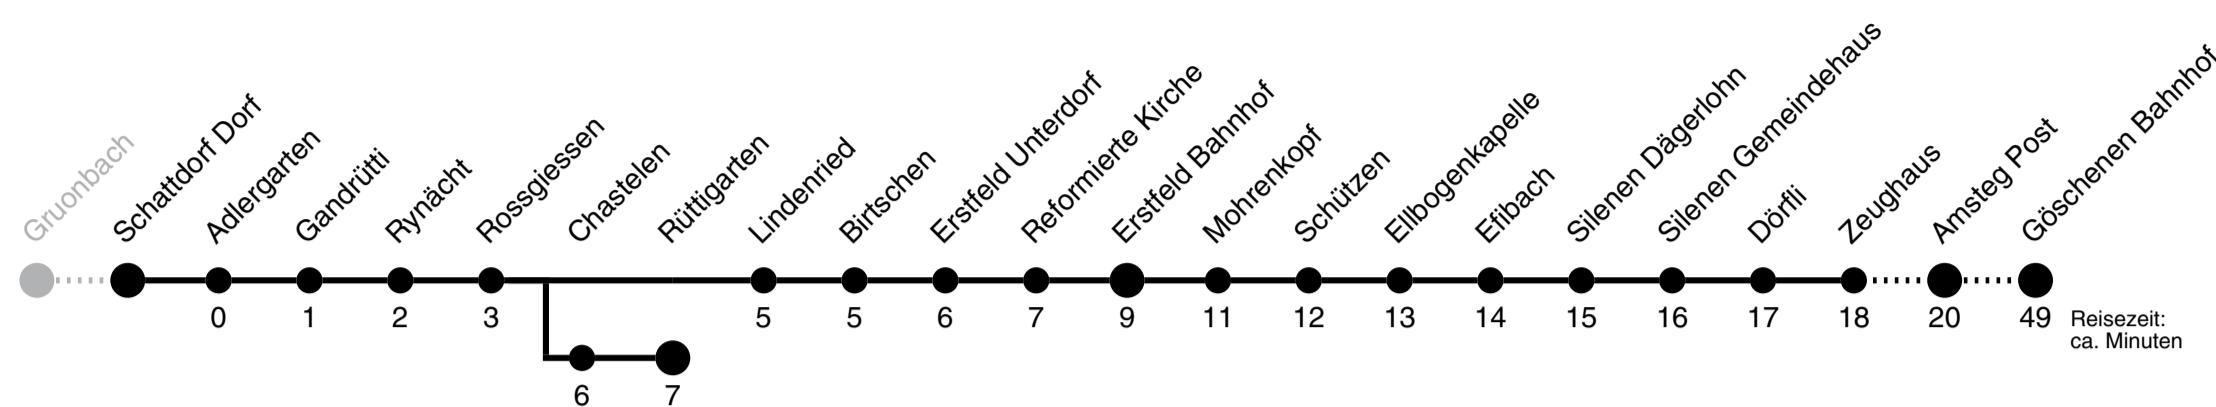 Gruonbach
Schattdorf Dorf
Adlergarten
Gandrütti
Rynächt
Rossgiessen
Chastelen
Rüttigarten
Lindenried
Birtschen
Erstfeld Unterdorf
Reformierte Kirche
Erstfeld Bahnhof
Mohrenkopf
Schützen
Ellbogenkapelle
Efibach
Silenen Dägerlohn
Silenen Gemeindehaus
Dörfli
Zeughaus
Amsteg Post
Göschenen Bahnhof
0 1 2 3 5 5 6 7 9 11 12 13 14 15 16 17 18 20 49
Reisezeit:
ca. Minuten
6 7